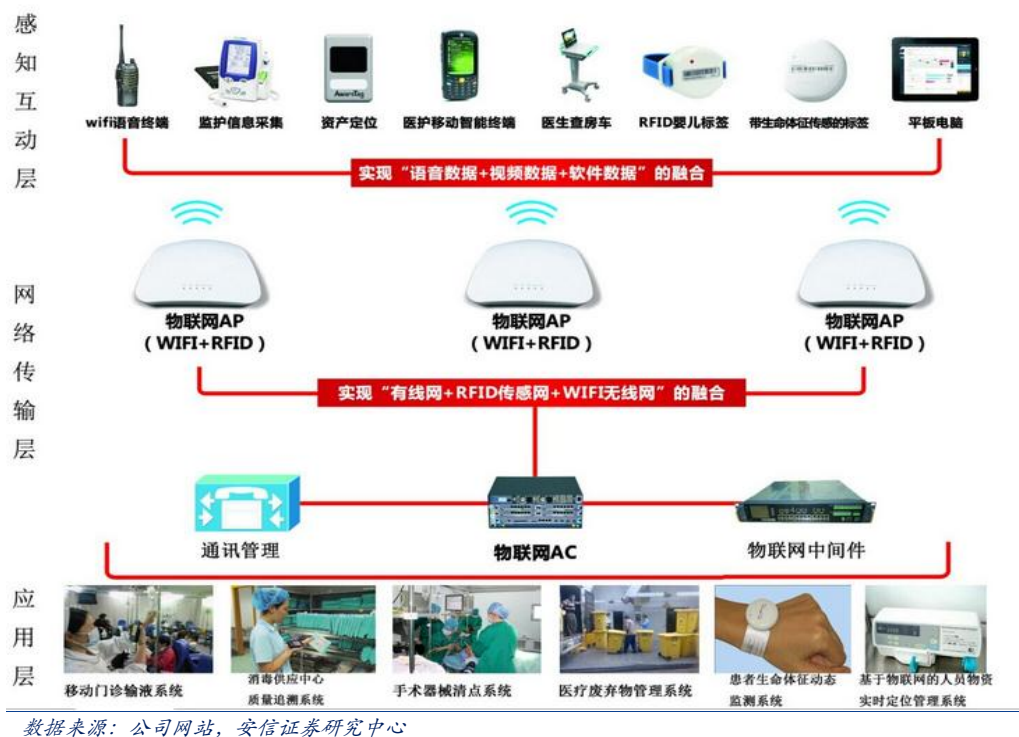 感知互动层
wifi语音终端
监护信息采集
资产定位
医护移动智能终端
医生查房车
RFID婴儿标签
带生命体征传感的标签
平板电脑
AwareTag
实现“语音数据+视频数据+软件数据”的融合
网络传输层
物联网AP
（WIFI+RFID）
物联网AP
（WIFI+RFID）
物联网AP
（WIFI+RFID）
实现“有线网+RFID传感网+WIFI无线网”的融合
通讯管理
物联网AC
物联网中间件
应用层
移动门诊输液系统
消毒供应中心
质量追溯系统
手术器械清点系统
医疗废弃物管理系统
患者生命体征动态
监测系统
基于物联网的人员物资
实时定位管理系统
数据来源：公司网站，安信证券研究中心